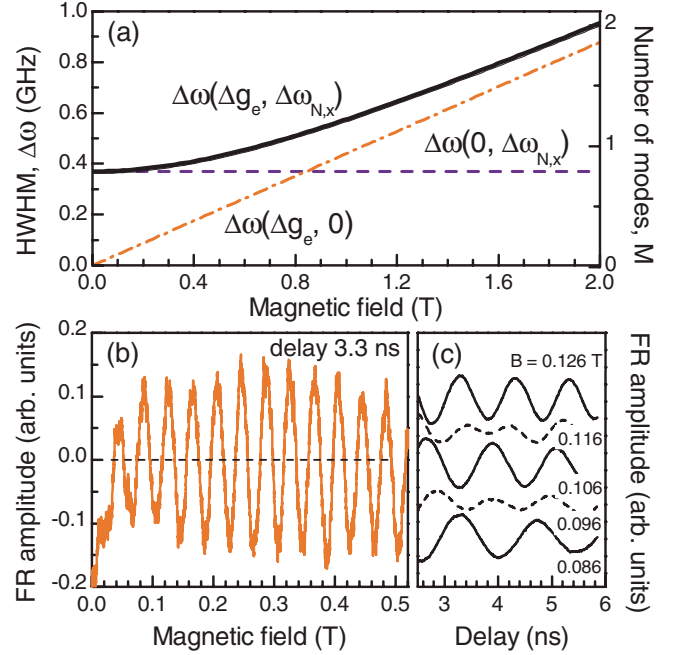 (a)
HWHM, Δω (GHz)
1.0
0.8
0.6
0.4
0.2
0.0
Δω(Δg_e, Δω_N,x)
Δω(0, Δω_N,x)
Δω(Δg_e, 0)
2
1
0
Number of modes, M
0.0 0.4 0.8 1.2 1.6 2.0
Magnetic field (T)
(b)
delay 3.3 ns
FR amplitude (arb. units)
0.2
0.1
0.0
-0.1
-0.2
0.0 0.1 0.2 0.3 0.4 0.5
Magnetic field (T)
(c)
B = 0.126 T
0.116
0.106
0.096
0.086
3 4 5 6
Delay (ns)
FR amplitude (arb. units)